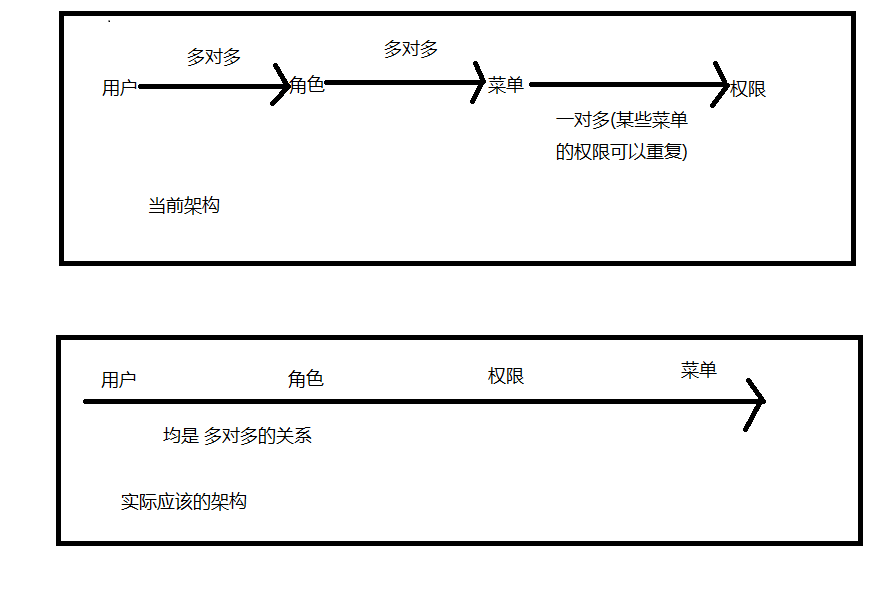 多对多
多对多
用户
角色
菜单
权限
一对多(某些菜单
的权限可以重复)
当前架构
用户
角色
权限
菜单
均是 多对多的关系
实际应该的架构